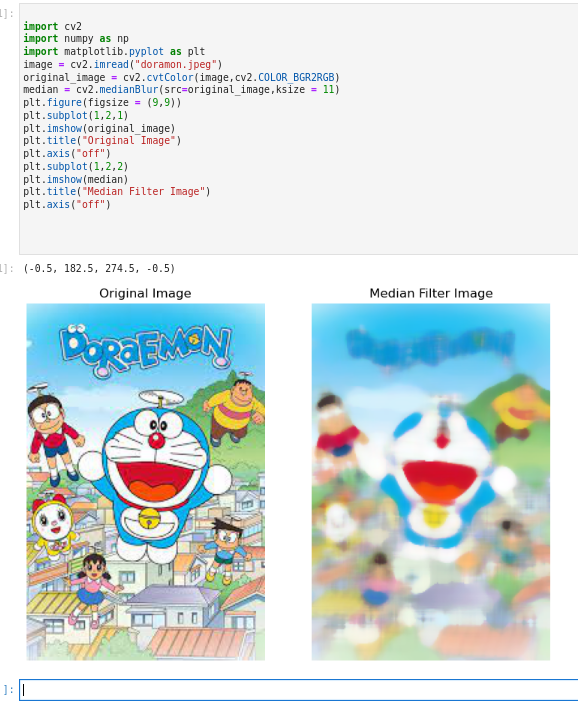 1]:
import cv2
import numpy as np
import matplotlib.pyplot as plt
image = cv2.imread("doramon.jpeg")
original_image = cv2.cvtColor(image,cv2.COLOR_BGR2RGB)
median = cv2.medianBlur(src=original_image,ksize = 11)
plt.figure(figsize = (9,9))
plt.subplot(1,2,1)
plt.imshow(original_image)
plt.title("Original Image")
plt.axis("off")
plt.subplot(1,2,2)
plt.imshow(median)
plt.title("Median Filter Image")
plt.axis("off")
1]: (-0.5, 182.5, 274.5, -0.5)
Original Image
Median Filter Image
DORAEMON
]: